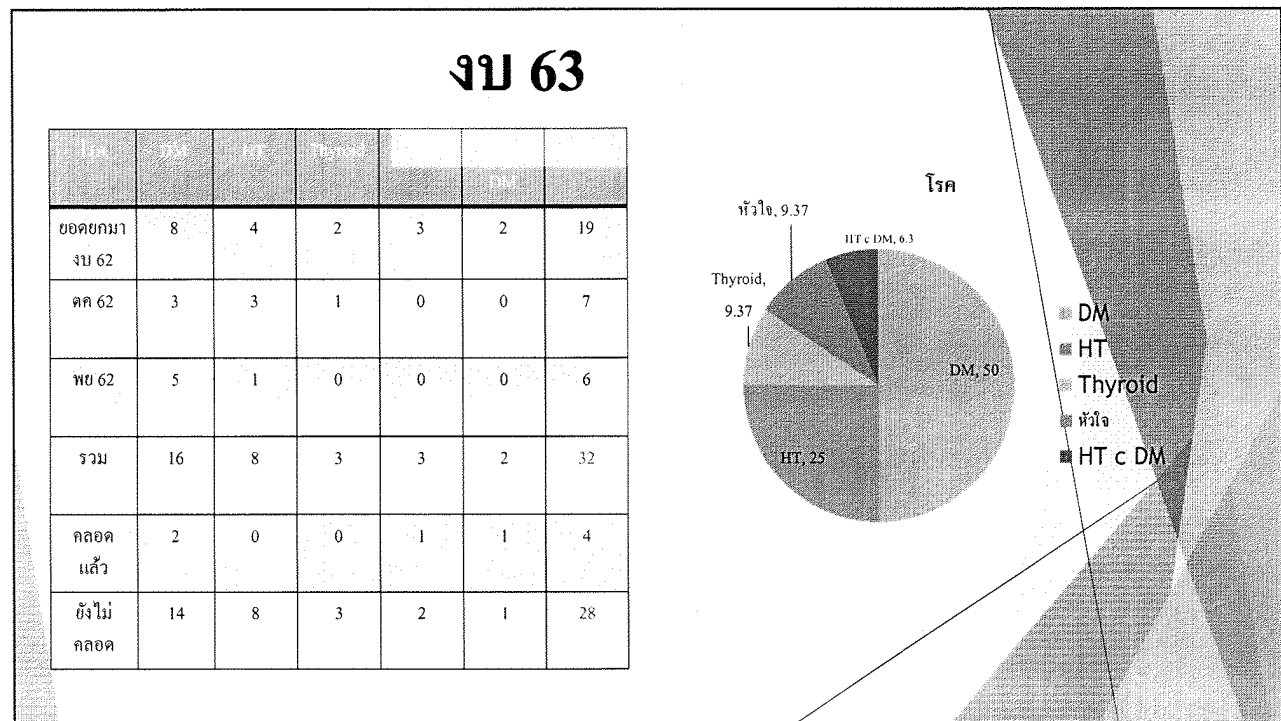 งบ 63
โรค DM HT Thyroid DM
ยอดยกมา 8 4 2 3 2 19
งบ 62
ตค 62 3 3 1 0 0 7
พย 62 5 1 0 0 0 6
รวม 16 8 3 3 2 32
คลอด 2 0 0 1 1 4
แล้ว
ยังไม่ 14 8 3 2 1 28
คลอด
โรค
หัวใจ, 9.37
HT c DM, 6.3
Thyroid,
9.37
DM, 50
HT, 25
DM
HT
Thyroid
หัวใจ
HT c DM